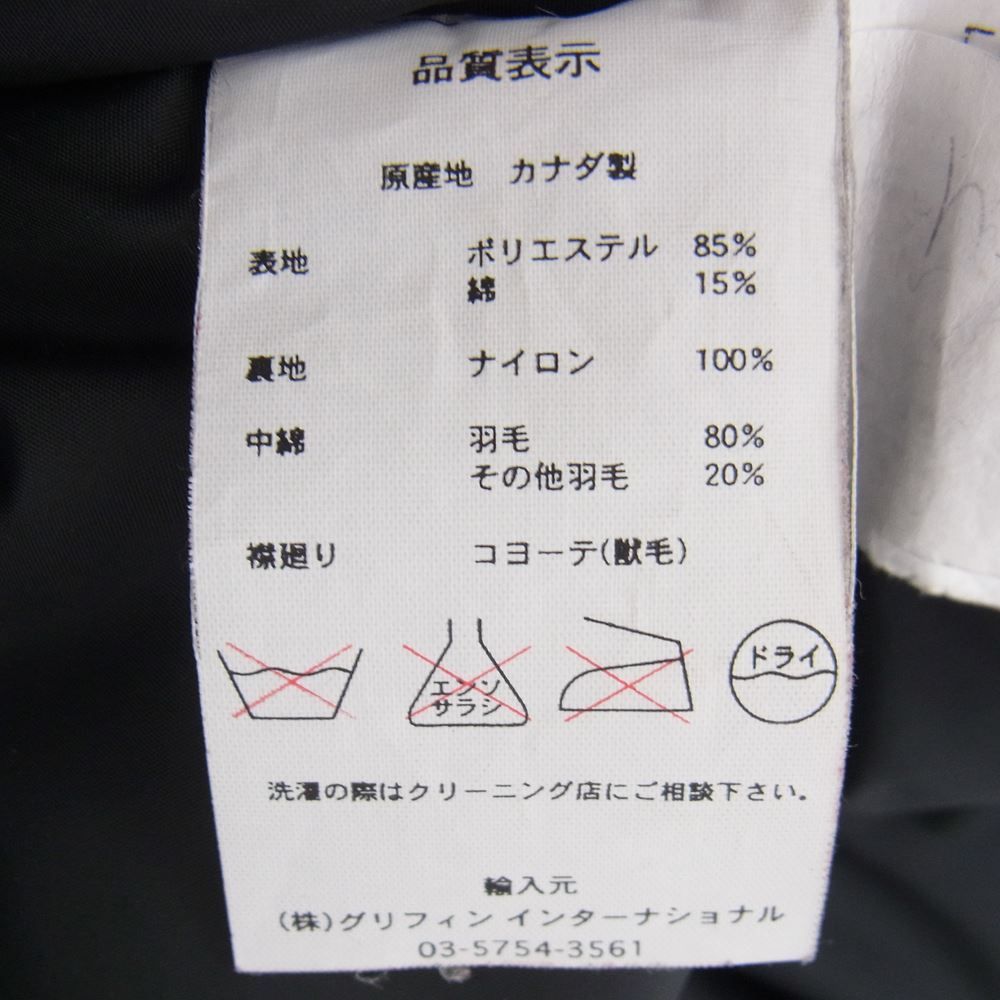 品質表示
原産地 カナダ製
表地 ポリエステル 85%
綿 15%
裏地 ナイロン 100%
中綿 羽毛 80%
その他羽毛 20%
襟廻り コヨーテ(獣毛)
エンソ
サラシ
ドライ
洗濯の際はクリーニング店にご相談下さい。
輸入元
(株)グリフィン インターナショナル
03-5754-3561